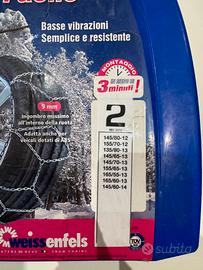 Basse vibrazioni
Semplice e resistente
MONTAGGIO
3 minuti!
9 mm
Ingombro massimo
all'interno della ruota
Adatta anche per
veicoli dotati di ABS
2
145/80-12
155/70-12
135/80-13
145/65-13
145/70-13
155/65-13
165/60-13
165/65-13
145/60-14
weissenfels
TÜV
subito